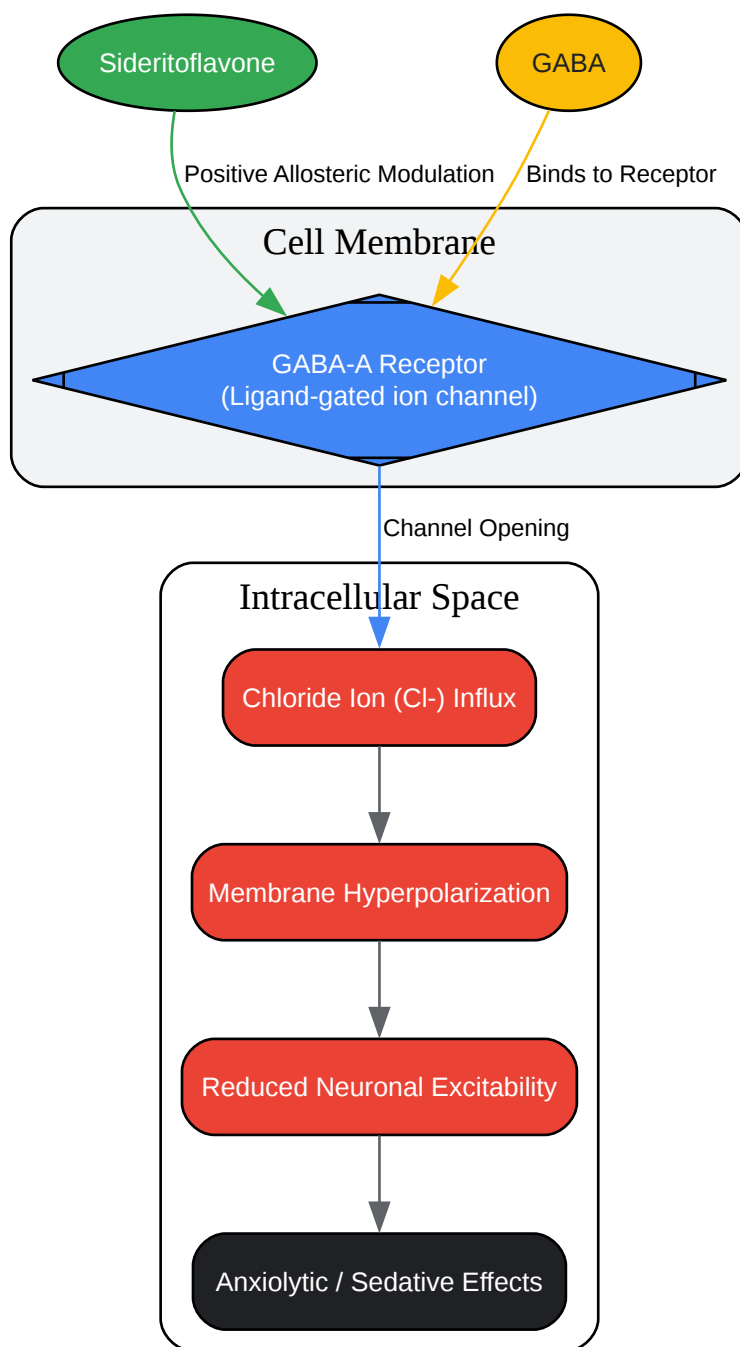 Sideritoflavone
GABA
Positive Allosteric Modulation
Binds to Receptor
Cell Membrane
GABA-A Receptor
(Ligand-gated ion channel)
Channel Opening
Intracellular Space
Chloride Ion (Cl-) Influx
Membrane Hyperpolarization
Reduced Neuronal Excitability
Anxiolytic / Sedative Effects